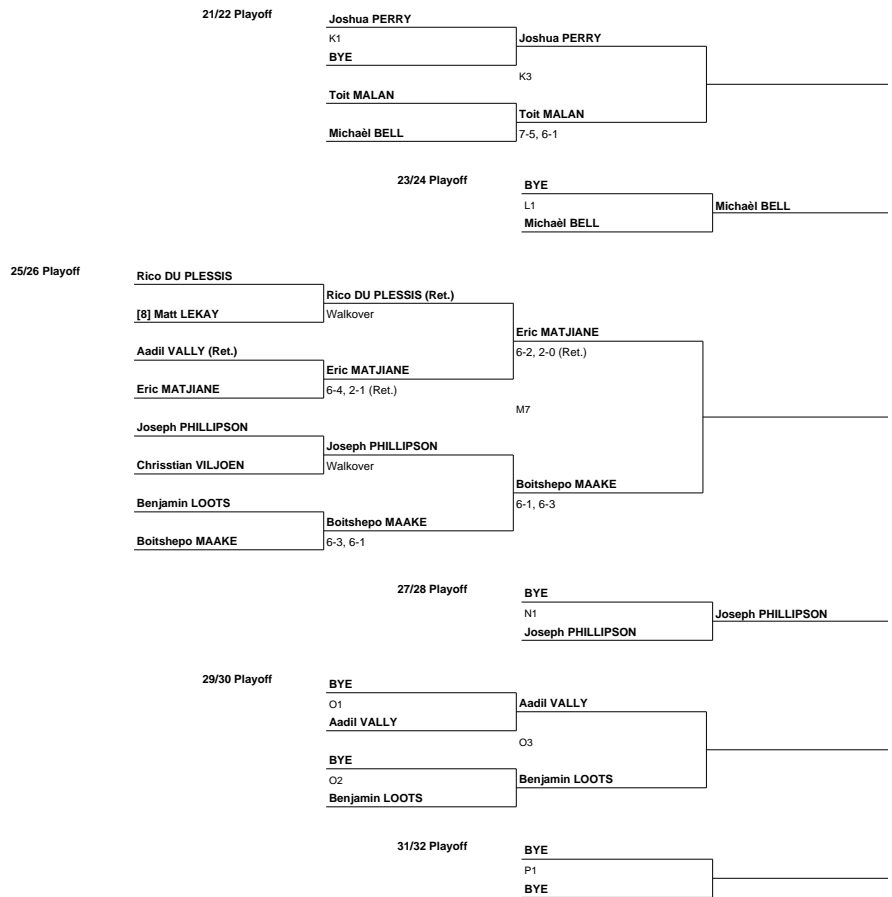 21/22 Playoff
Joshua PERRY
K1
Joshua PERRY
BYE
K3
Toit MALAN
Toit MALAN
Michaèl BELL
7-5, 6-1
23/24 Playoff
BYE
L1
Michaèl BELL
Michaèl BELL
25/26 Playoff
Rico DU PLESSIS
Rico DU PLESSIS (Ret.)
[8] Matt LEKAY
Walkover
Eric MATJIANE
Aadil VALLY (Ret.)
6-2, 2-0 (Ret.)
Eric MATJIANE
Eric MATJIANE
6-4, 2-1 (Ret.)
M7
Joseph PHILLIPSON
Joseph PHILLIPSON
Chrisstian VILJOEN
Walkover
Boitshepo MAAKE
Benjamin LOOTS
6-1, 6-3
Boitshepo MAAKE
Boitshepo MAAKE
6-3, 6-1
27/28 Playoff
BYE
N1
Joseph PHILLIPSON
Joseph PHILLIPSON
29/30 Playoff
BYE
O1
Aadil VALLY
Aadil VALLY
O3
BYE
O2
Benjamin LOOTS
Benjamin LOOTS
31/32 Playoff
BYE
P1
BYE